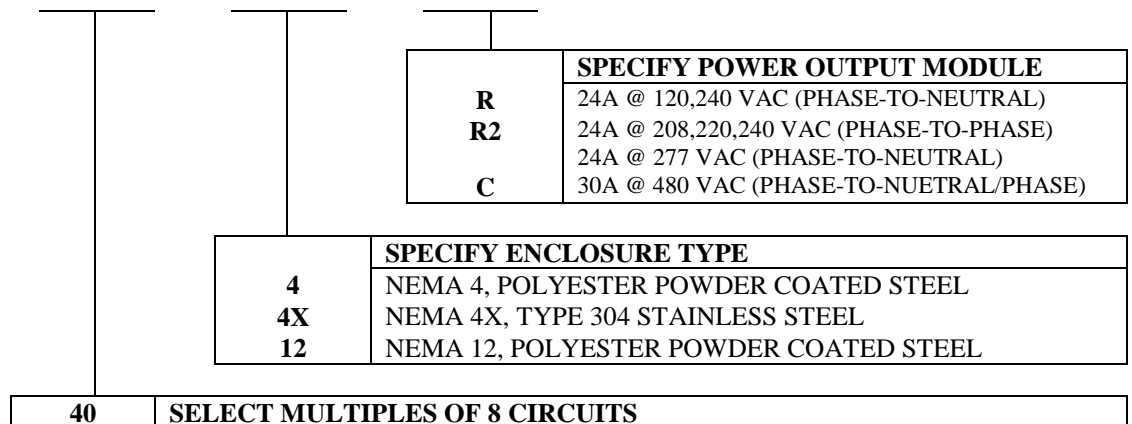 SPECIFY POWER OUTPUT MODULE
R 24A @ 120,240 VAC (PHASE-TO-NEUTRAL)
R2 24A @ 208,220,240 VAC (PHASE-TO-PHASE)
24A @ 277 VAC (PHASE-TO-NEUTRAL)
C 30A @ 480 VAC (PHASE-TO-NUETRAL/PHASE)
SPECIFY ENCLOSURE TYPE
4 NEMA 4, POLYESTER POWDER COATED STEEL
4X NEMA 4X, TYPE 304 STAINLESS STEEL
12 NEMA 12, POLYESTER POWDER COATED STEEL
40 SELECT MULTIPLES OF 8 CIRCUITS